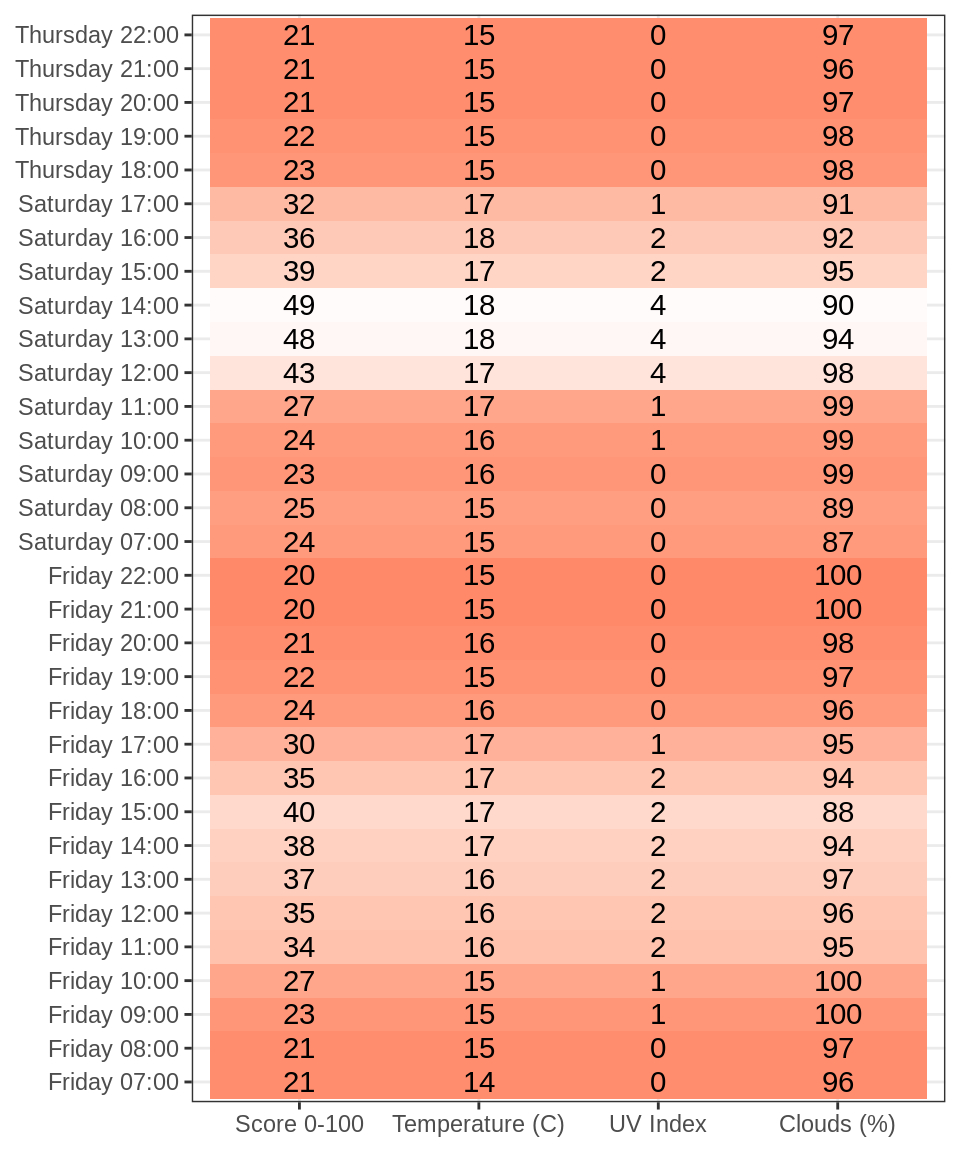 Thursday 22:00 21 15 0 97
Thursday 21:00 21 15 0 96
Thursday 20:00 21 15 0 97
Thursday 19:00 22 15 0 98
Thursday 18:00 23 15 0 98
Saturday 17:00 32 17 1 91
Saturday 16:00 36 18 2 92
Saturday 15:00 39 17 2 95
Saturday 14:00 49 18 4 90
Saturday 13:00 48 18 4 94
Saturday 12:00 43 17 4 98
Saturday 11:00 27 17 1 99
Saturday 10:00 24 16 1 99
Saturday 09:00 23 16 0 99
Saturday 08:00 25 15 0 89
Saturday 07:00 24 15 0 87
Friday 22:00 20 15 0 100
Friday 21:00 20 15 0 100
Friday 20:00 21 16 0 98
Friday 19:00 22 15 0 97
Friday 18:00 24 16 0 96
Friday 17:00 30 17 1 95
Friday 16:00 35 17 2 94
Friday 15:00 40 17 2 88
Friday 14:00 38 17 2 94
Friday 13:00 37 16 2 97
Friday 12:00 35 16 2 96
Friday 11:00 34 16 2 95
Friday 10:00 27 15 1 100
Friday 09:00 23 15 1 100
Friday 08:00 21 15 0 97
Friday 07:00 21 14 0 96
Score 0-100 Temperature (C) UV Index Clouds (%)